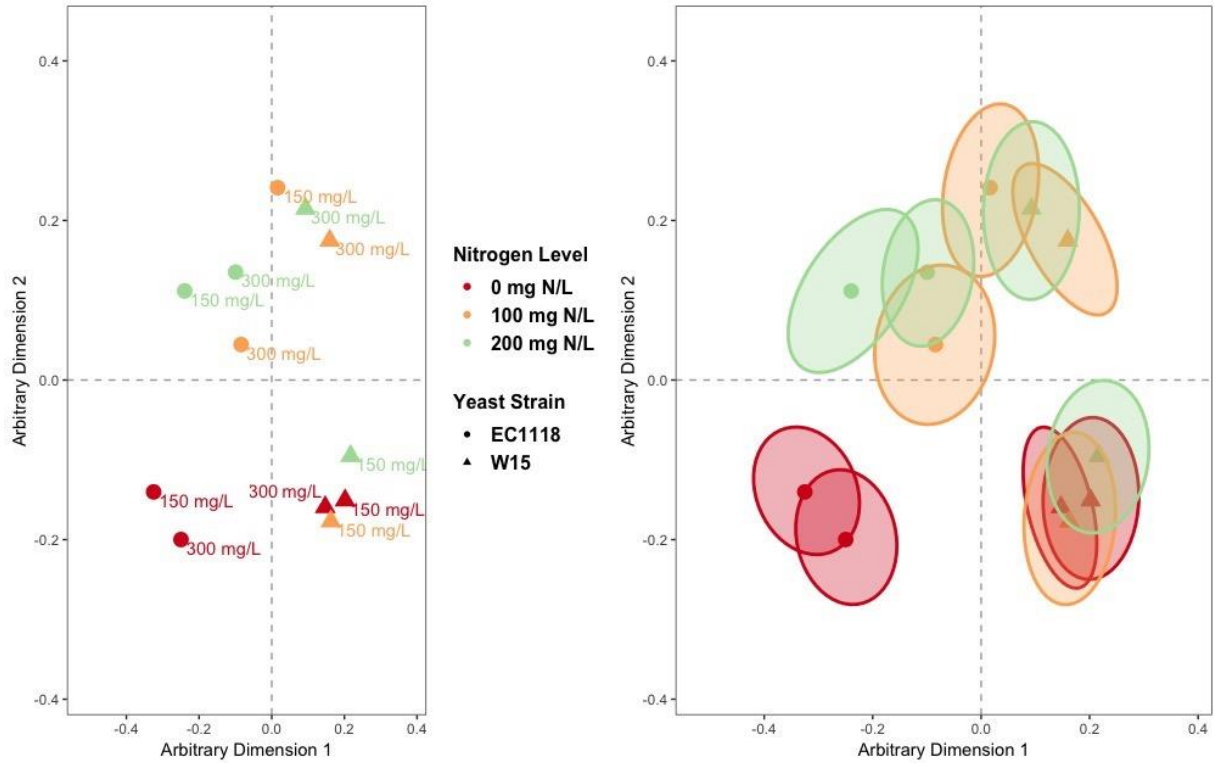 0.4
0.2
0.0
-0.2
-0.4
Arbitrary Dimension 2
150 mg/L
300 mg/L
300 mg/L
300 mg/L
150 mg/L
300 mg/L
150 mg/L
150 mg/L
300 mg/L
150 mg/L
150 mg/L
300 mg/L
-0.4
-0.2
0.0
0.2
0.4
Arbitrary Dimension 1
Nitrogen Level
0 mg N/L
100 mg N/L
200 mg N/L
Yeast Strain
EC1118
W15
0.4
0.2
0.0
-0.2
-0.4
Arbitrary Dimension 2
-0.4
-0.2
0.0
0.2
0.4
Arbitrary Dimension 1